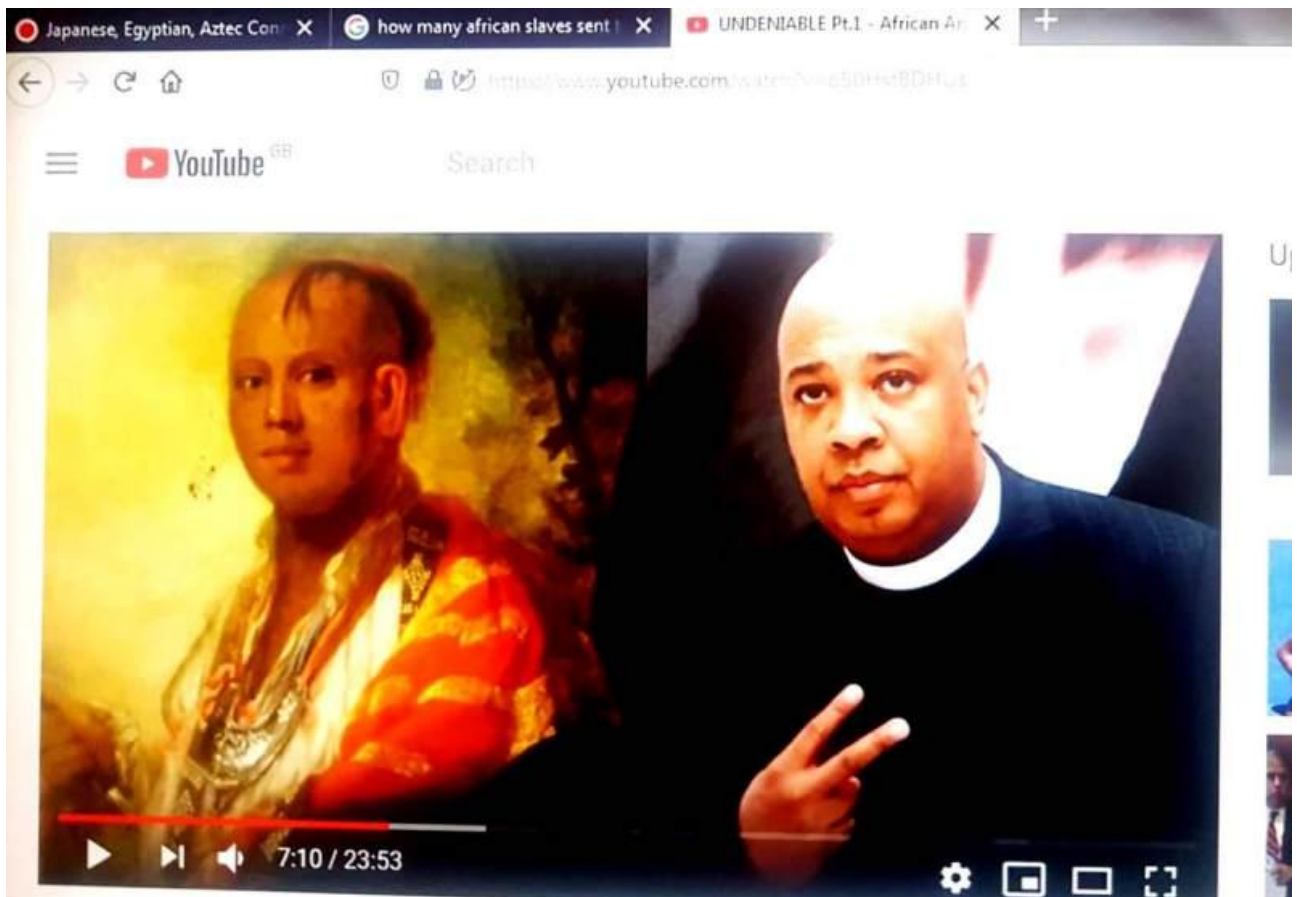 Japanese, Egyptian, Aztec Con
how many african slaves sent
UNDENIABLE Pt.1 - African Ar
youtube.com
YouTube GB
Search
7:10 / 23:53